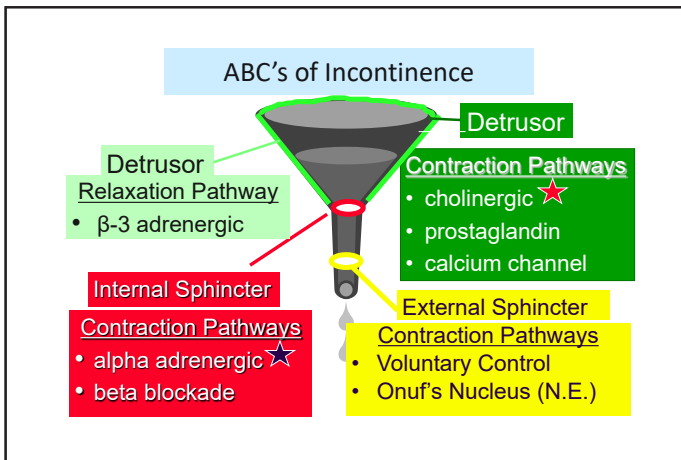 ABC's of Incontinence
Detrusor
Relaxation Pathway
• β-3 adrenergic
Detrusor
Contraction Pathways
• cholinergic
• prostaglandin
• calcium channel
Internal Sphincter
Contraction Pathways
• alpha adrenergic
• beta blockade
External Sphincter
Contraction Pathways
• Voluntary Control
• Onuf's Nucleus (N.E.)